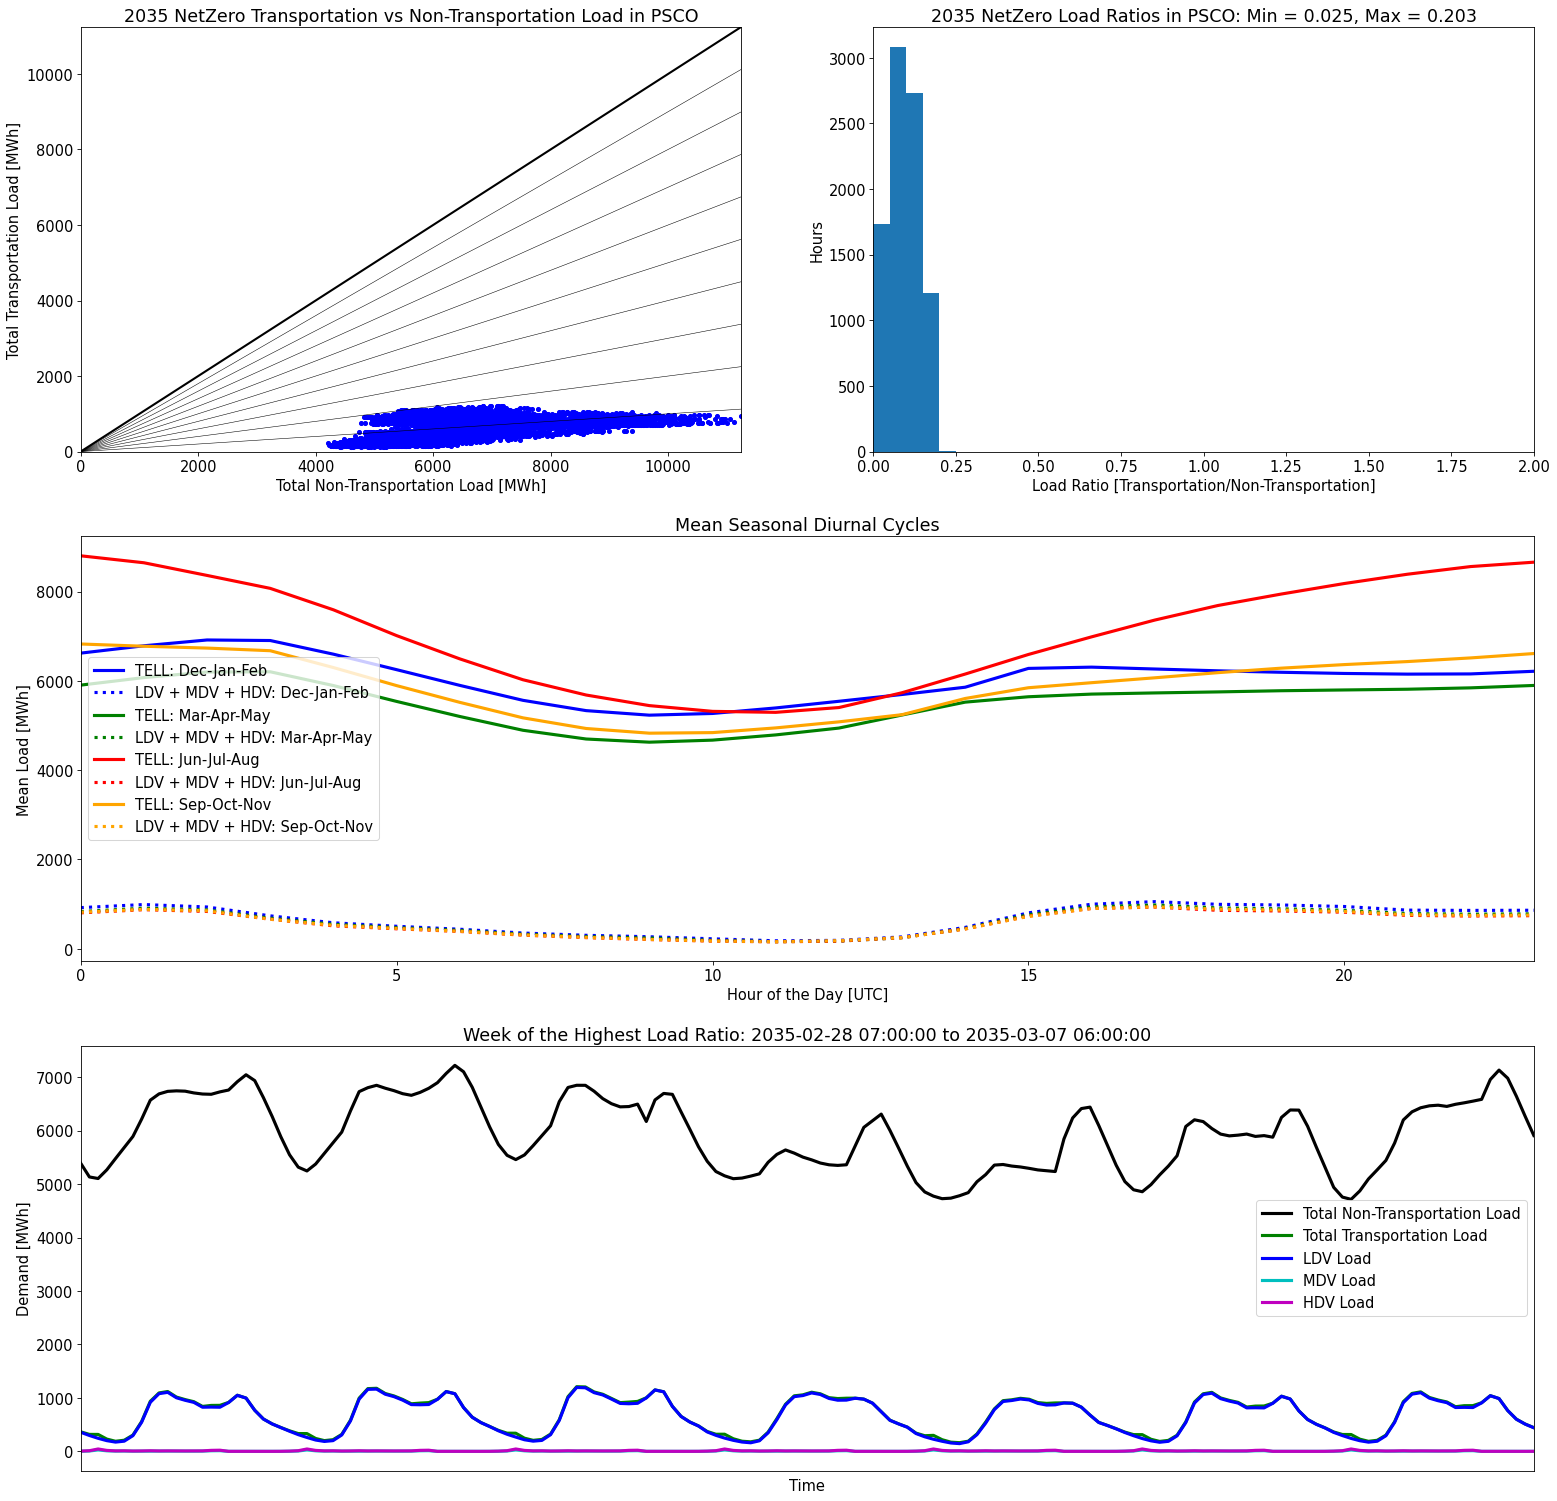 2035 NetZero Transportation vs Non-Transportation Load in PSCO
Total Transportation Load [MWh]
10000
8000
6000
4000
2000
0
0 2000 4000 6000 8000 10000
Total Non-Transportation Load [MWh]
2035 NetZero Load Ratios in PSCO: Min = 0.025, Max = 0.203
Hours
3000
2500
2000
1500
1000
500
0
0.00 0.25 0.50 0.75 1.00 1.25 1.50 1.75 2.00
Load Ratio [Transportation/Non-Transportation]
Mean Seasonal Diurnal Cycles
Mean Load [MWh]
8000
6000
4000
2000
0
TELL: Dec-Jan-Feb
LDV + MDV + HDV: Dec-Jan-Feb
TELL: Mar-Apr-May
LDV + MDV + HDV: Mar-Apr-May
TELL: Jun-Jul-Aug
LDV + MDV + HDV: Jun-Jul-Aug
TELL: Sep-Oct-Nov
LDV + MDV + HDV: Sep-Oct-Nov
0 5 10 15 20
Hour of the Day [UTC]
Week of the Highest Load Ratio: 2035-02-28 07:00:00 to 2035-03-07 06:00:00
Demand [MWh]
7000
6000
5000
4000
3000
2000
1000
0
Total Non-Transportation Load
Total Transportation Load
LDV Load
MDV Load
HDV Load
Time